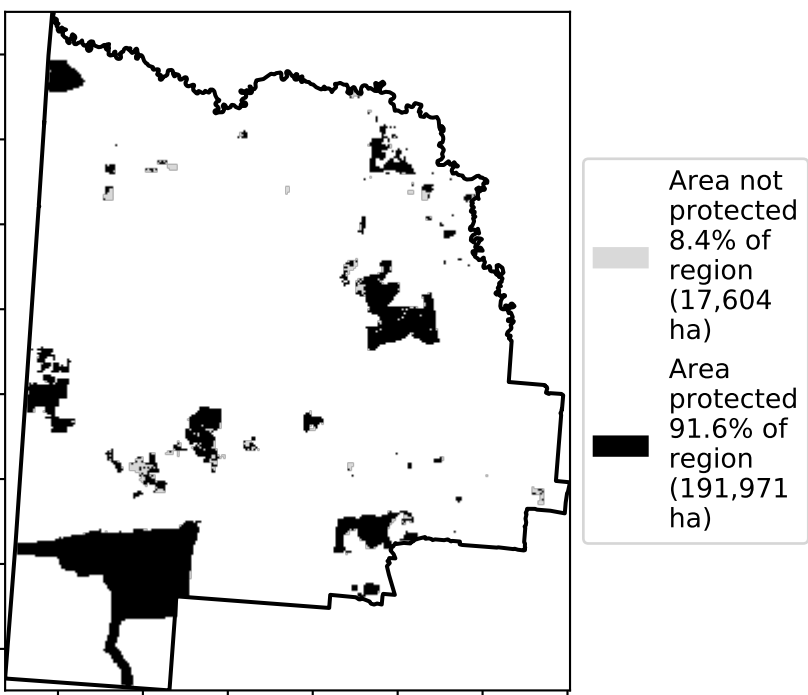 Area not
protected
8.4% of
region
(17,604
ha)
Area
protected
91.6% of
region
(191,971
ha)